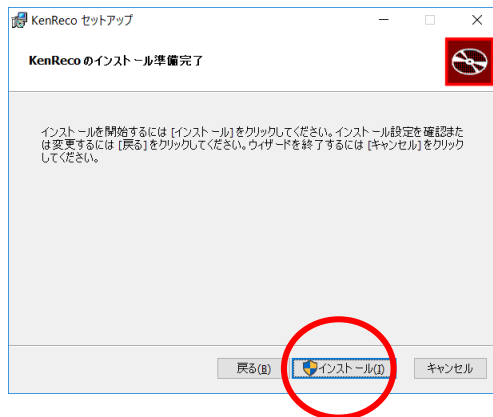 KenReco セットアップ
KenReco のインストール準備完了
インストールを開始するには [インストール] をクリックしてください。インストール設定を確認また
は変更するには [戻る] をクリックしてください。ウィザードを終了するには [キャンセル] をクリック
してください。
戻る(B) インストール(I) キャンセル